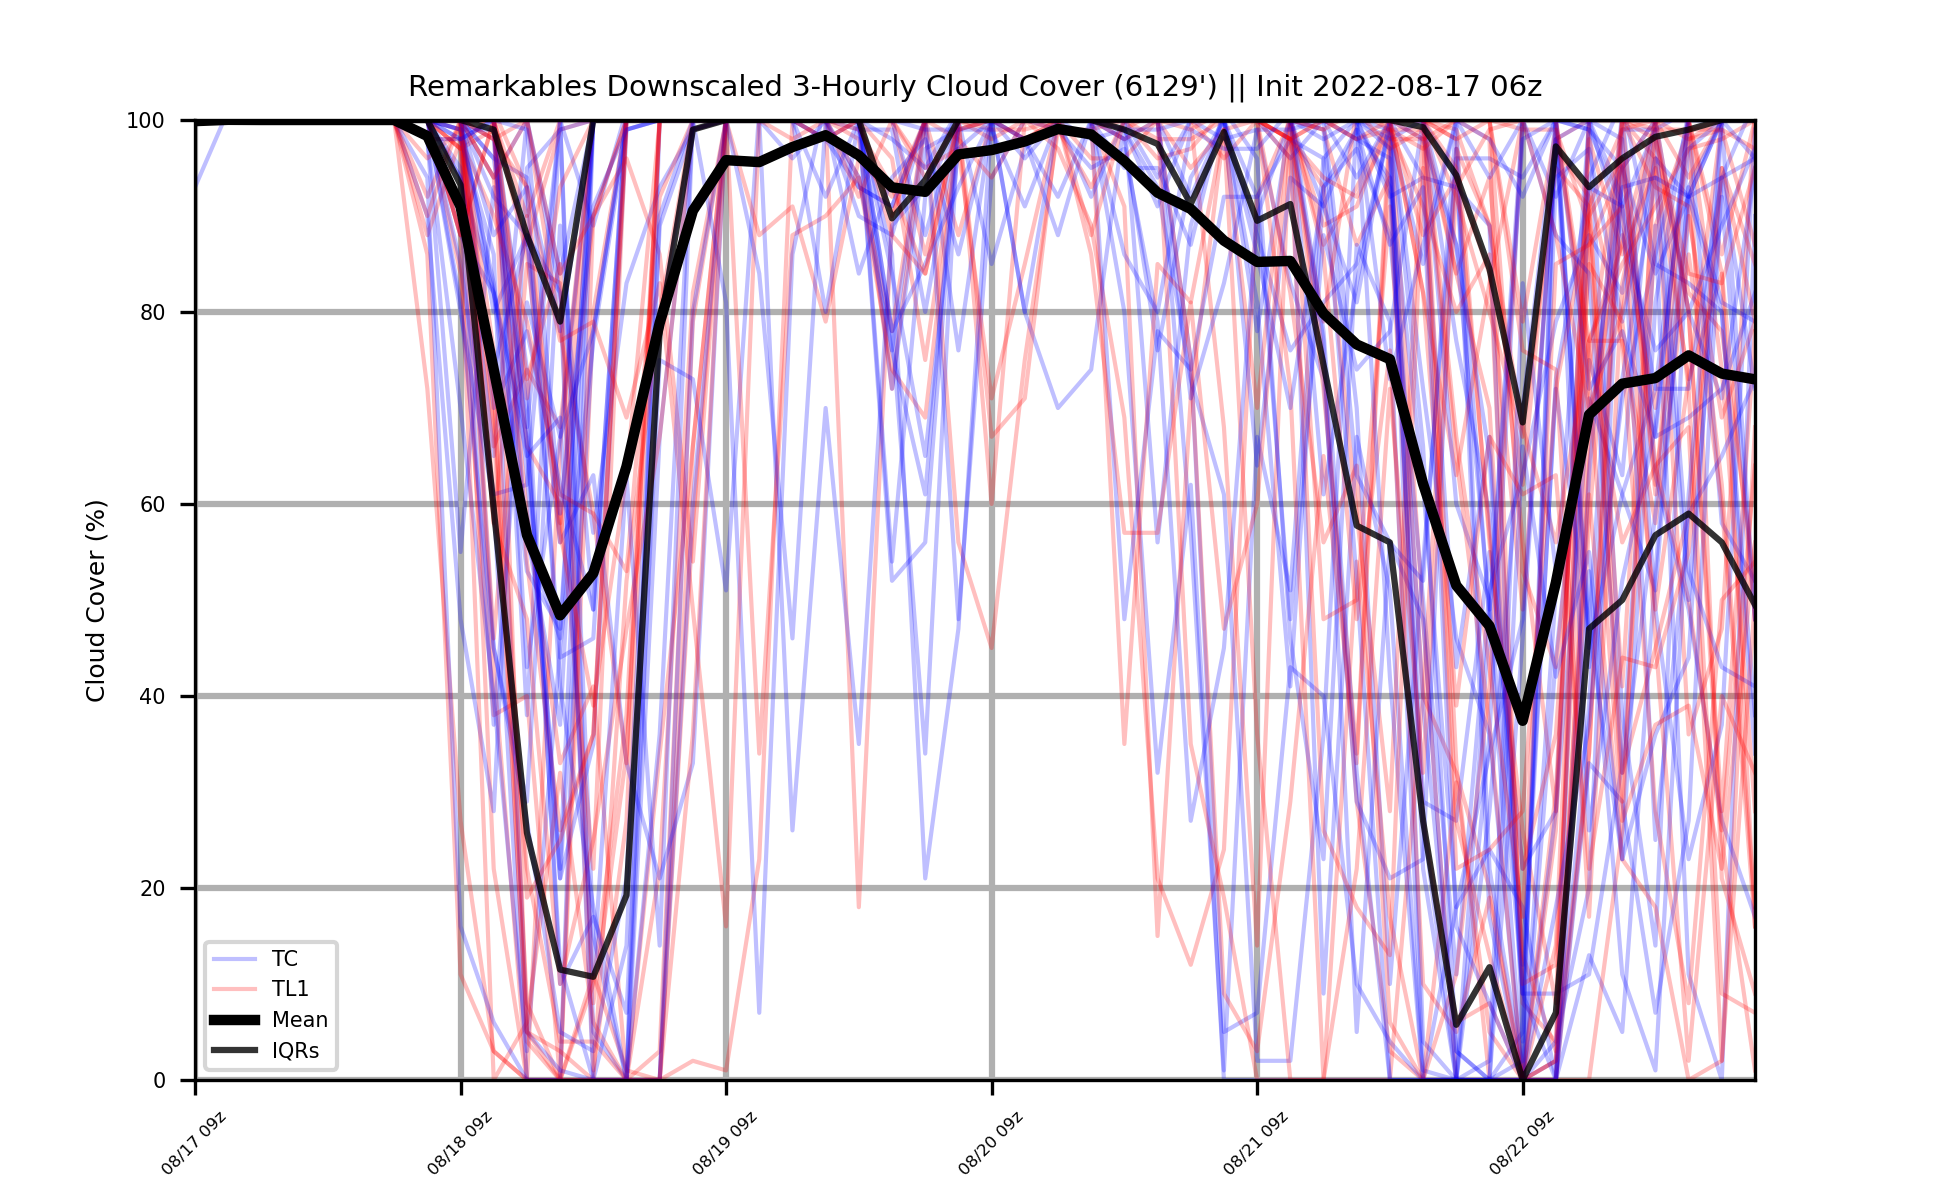 Remarkables Downscaled 3-Hourly Cloud Cover (6129') || Init 2022-08-17 06z
Cloud Cover (%)
100
80
60
40
20
0
TC
TL1
Mean
IQRs
08/17 09z
08/18 09z
08/19 09z
08/20 09z
08/21 09z
08/22 09z